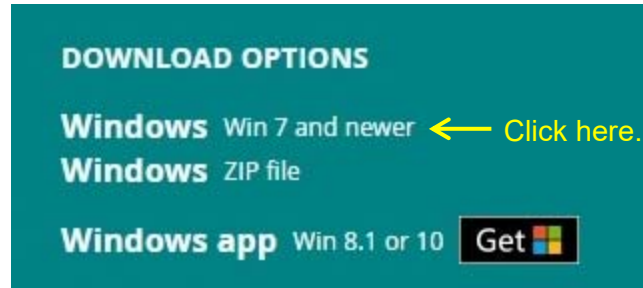 DOWNLOAD OPTIONS
Windows Win 7 and newer Click here.
Windows ZIP file
Windows app Win 8.1 or 10 Get